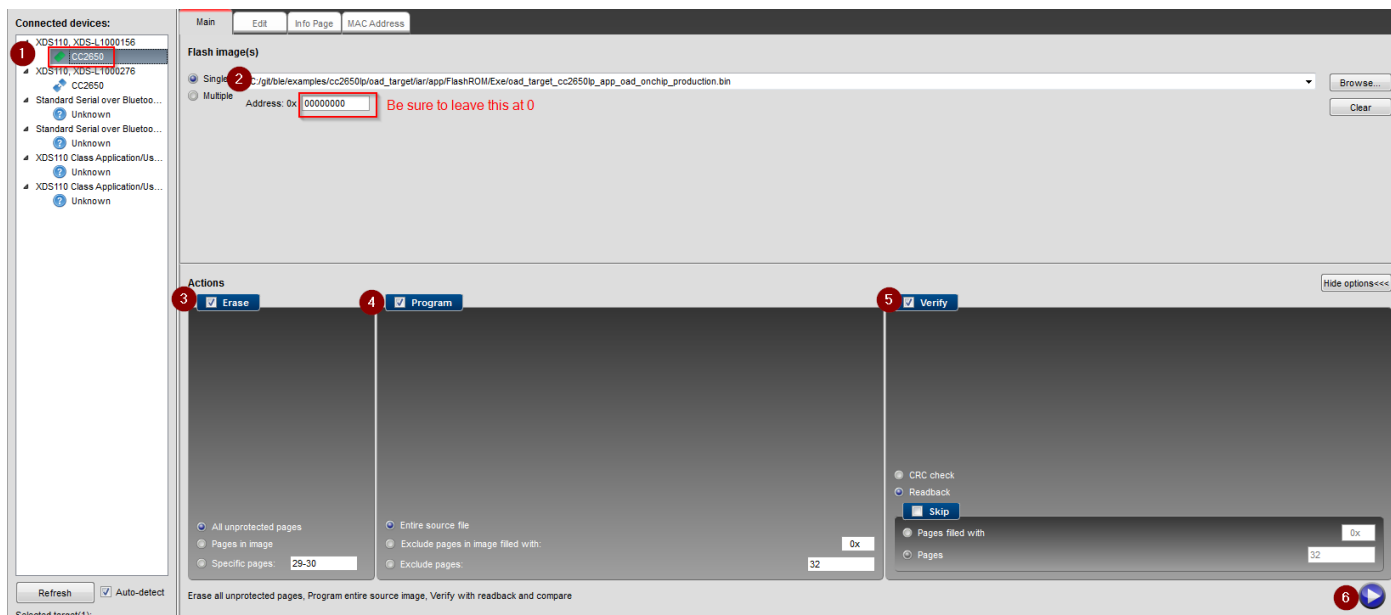 Connected devices:
XDS110, XDS-L1000156
1
CC2650
XDS110, XDS-L1000276
CC2650
Standard Serial over Bluetoo...
Unknown
Standard Serial over Bluetoo...
Unknown
XDS110 Class Application/Us...
Unknown
XDS110 Class Application/Us...
Unknown
Refresh
Auto-detect
Selected target(1):
Main
Edit
Info Page
MAC Address
Flash image(s)
Single
2
C:/git/ble/examples/cc2650lp/oad_target/iar/app/FlashROM/Exe/oad_target_cc2650lp_app_oad_onchip_production.bin
Browse...
Multiple
Address: 0x 00000000
Be sure to leave this at 0
Clear
Actions
Hide options<<<
3
Erase
4
Program
5
Verify
All unprotected pages
Pages in image
Specific pages: 29-30
Entire source file
Exclude pages in image filled with: 0x
Exclude pages: 32
CRC check
Readback
Skip
Pages filled with 0x
Pages 32
Erase all unprotected pages, Program entire source image, Verify with readback and compare
6